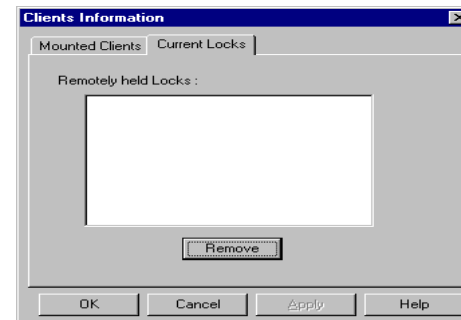 Clients Information
Mounted Clients Current Locks
Remotely held Locks :
Remove
OK Cancel Apply Help